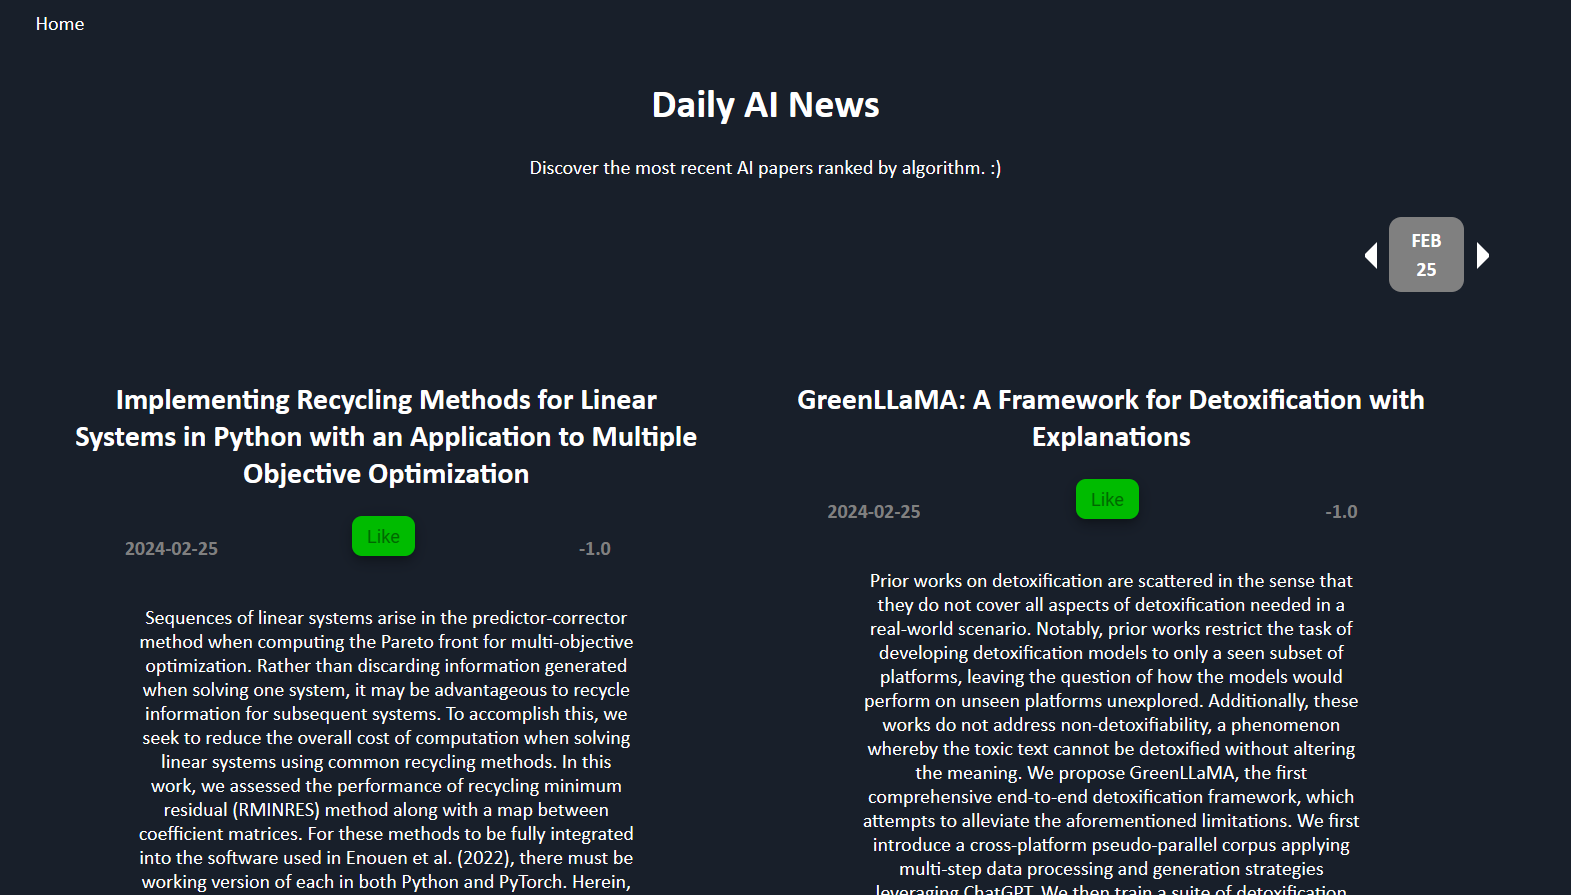 Home
Daily AI News
Discover the most recent AI papers ranked by algorithm. :)
FEB
25
Implementing Recycling Methods for Linear
Systems in Python with an Application to Multiple
Objective Optimization
2024-02-25
Like
-1.0
Sequences of linear systems arise in the predictor-corrector
method when computing the Pareto front for multi-objective
optimization. Rather than discarding information generated
when solving one system, it may be advantageous to recycle
information for subsequent systems. To accomplish this, we
seek to reduce the overall cost of computation when solving
linear systems using common recycling methods. In this
work, we assessed the performance of recycling minimum
residual (RMINRES) method along with a map between
coefficient matrices. For these methods to be fully integrated
into the software used in Enouen et al. (2022), there must be
working version of each in both Python and PyTorch. Herein,
GreenLLaMA: A Framework for Detoxification with
Explanations
2024-02-25
Like
-1.0
Prior works on detoxification are scattered in the sense that
they do not cover all aspects of detoxification needed in a
real-world scenario. Notably, prior works restrict the task of
developing detoxification models to only a seen subset of
platforms, leaving the question of how the models would
perform on unseen platforms unexplored. Additionally, these
works do not address non-detoxifiability, a phenomenon
whereby the toxic text cannot be detoxified without altering
the meaning. We propose GreenLLaMA, the first
comprehensive end-to-end detoxification framework, which
attempts to alleviate the aforementioned limitations. We first
introduce a cross-platform pseudo-parallel corpus applying
multi-step data processing and generation strategies
leveraging ChatGPT. We then train a suite of detoxification